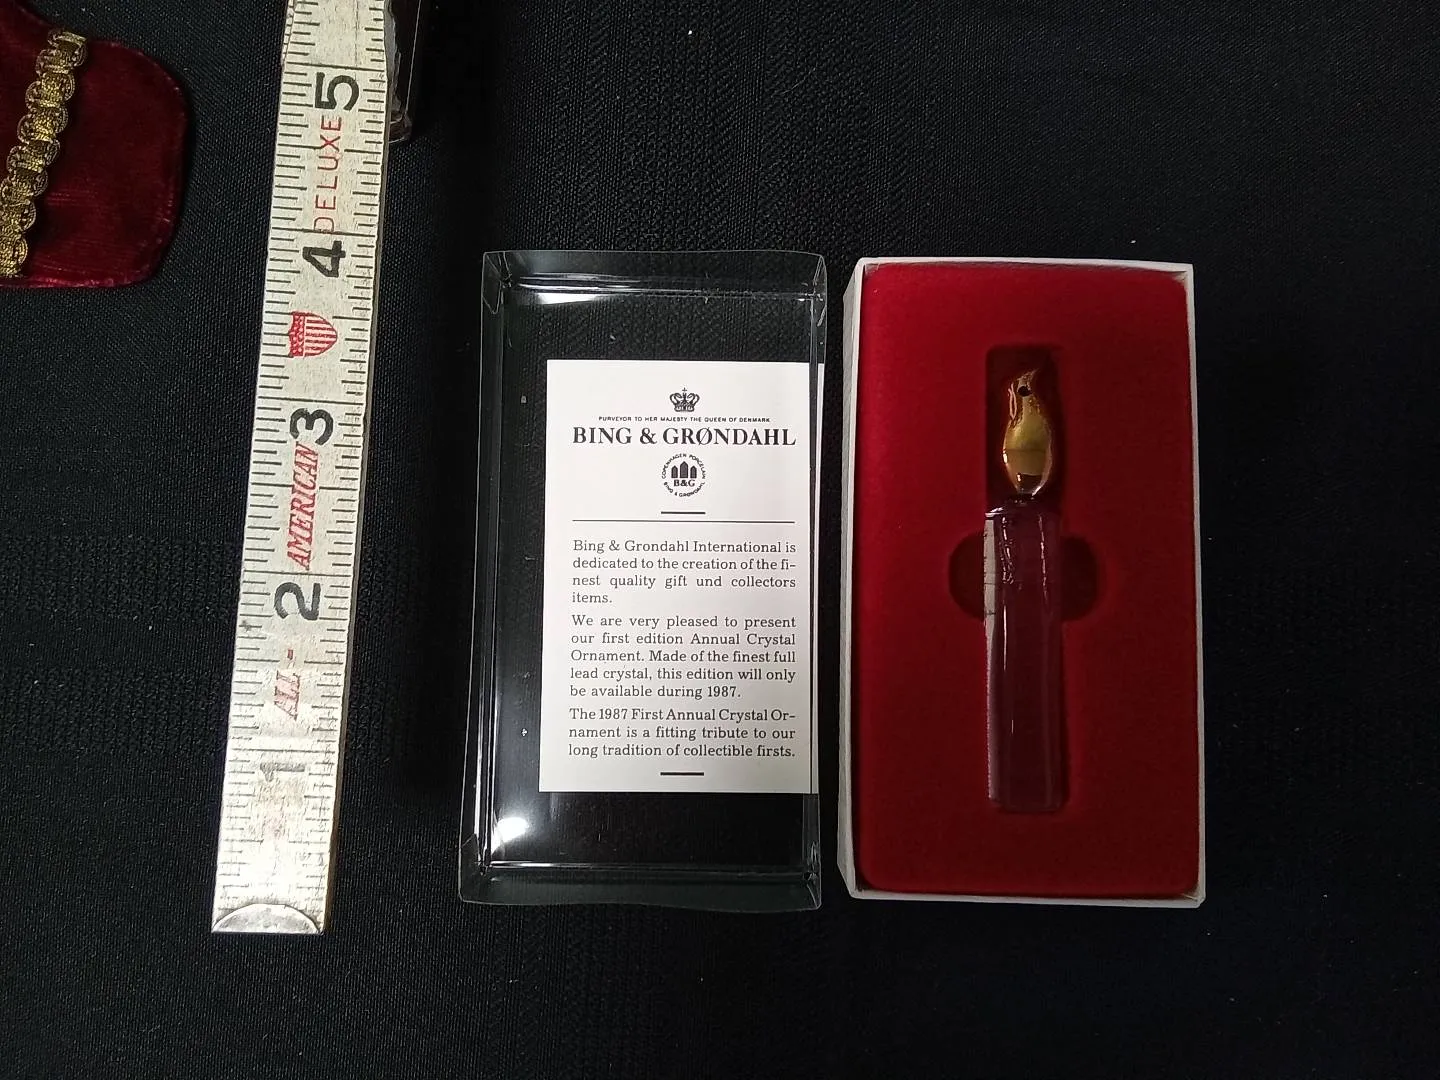 5
DELUXE
4
3
AMERICAN
2
ALL-
1
PURVEYOR TO HER MAJESTY THE QUEEN OF DENMARK
BING & GRØNDAHL
COPENHAGEN PORCELAIN
B&G
BING & GRØNDAHL
Bing & Grondahl International is
dedicated to the creation of the fi-
nest quality gift und collectors
items.
We are very pleased to present
our first edition Annual Crystal
Ornament. Made of the finest full
lead crystal, this edition will only
be available during 1987.
The 1987 First Annual Crystal Or-
nament is a fitting tribute to our
long tradition of collectible firsts.